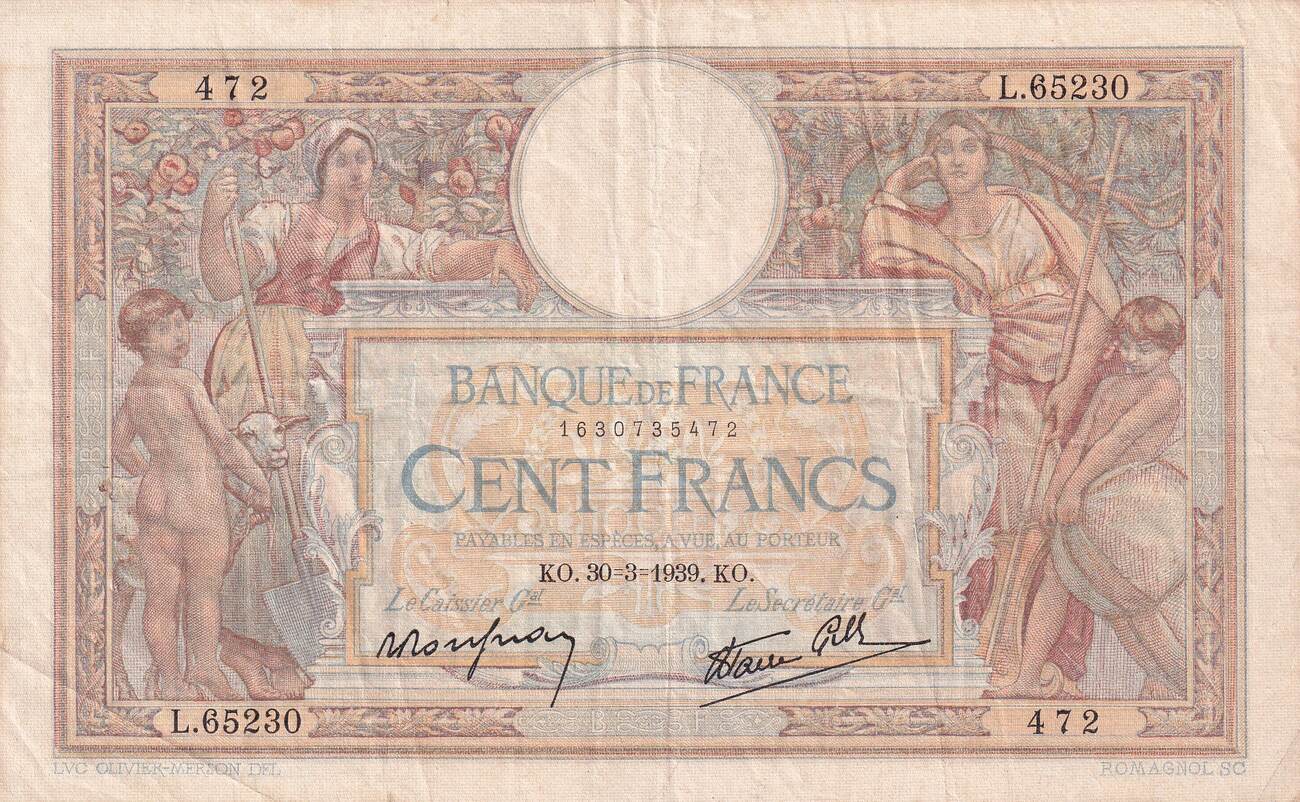 472 L.65230
BANQUE DE FRANCE
1630735472
CENT FRANCS
PAYABLES EN ESPÈCES, A VUE, AU PORTEUR
KO. 30=3=1939. KO.
Le Caissier Gal Le Secrétaire Gal
L.65230 B F 472
LVC OLIVIER-MERSON DEL ROMAGNOL SC